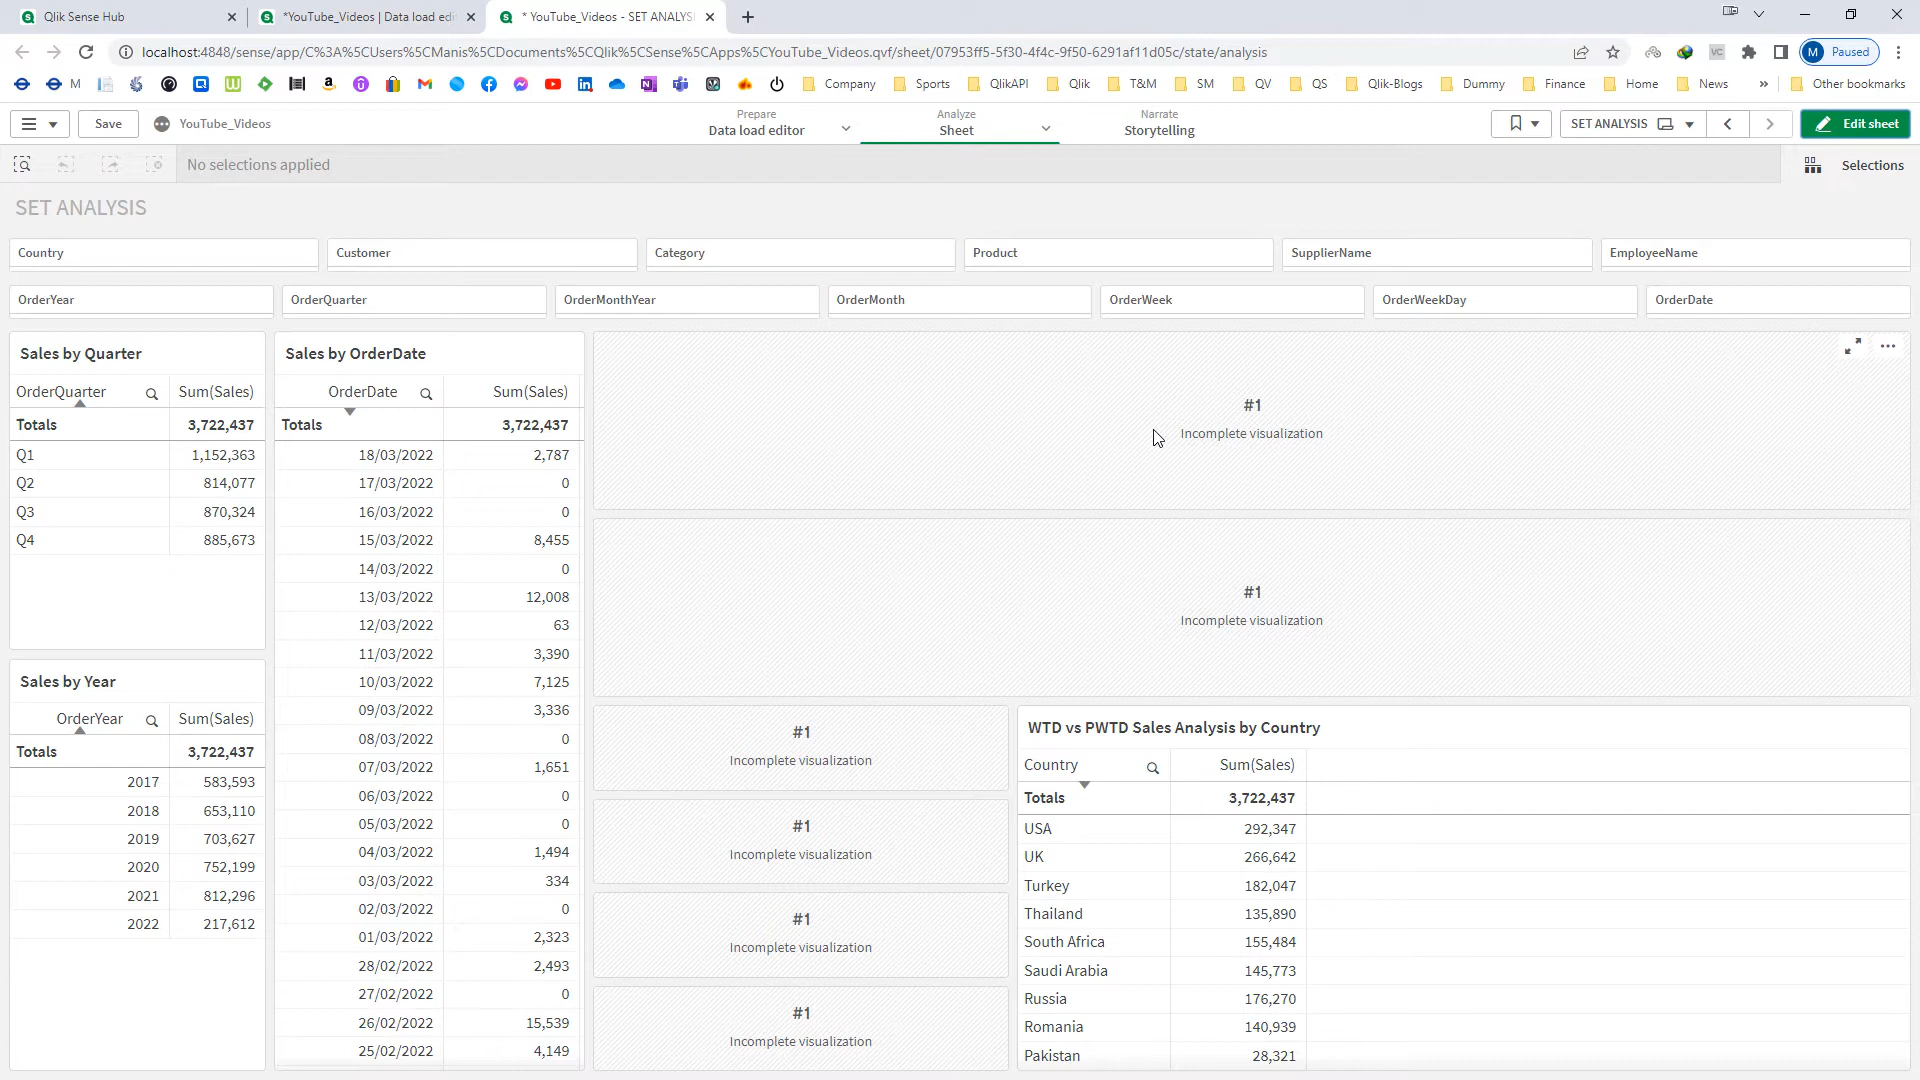 Qlik Sense Hub
*YouTube_Videos | Data load edi
* YouTube_Videos - SET ANALYSI
localhost:4848/sense/app/C%3A%5CUsers%5CManis%5CDocuments%5CQlik%5CSense%5CApps%5CYouTube_Videos.qvf/sheet/07953ff5-5f30-4f4c-9f50-6291af11d05c/state/analysis
M Paused
M Company Sports QlikAPI Qlik T&M SM QV QS Qlik-Blogs Dummy Finance Home News » Other bookmarks
Save YouTube_Videos
Prepare
Data load editor
Analyze
Sheet
Narrate
Storytelling
SET ANALYSIS
Edit sheet
No selections applied
Selections
SET ANALYSIS
Country Customer Category Product SupplierName EmployeeName
OrderYear OrderQuarter OrderMonthYear OrderMonth OrderWeek OrderWeekDay OrderDate
Sales by Quarter
OrderQuarter Sum(Sales)
Totals 3,722,437
Q1 1,152,363
Q2 814,077
Q3 870,324
Q4 885,673
Sales by Year
OrderYear Sum(Sales)
Totals 3,722,437
2017 583,593
2018 653,110
2019 703,627
2020 752,199
2021 812,296
2022 217,612
Sales by OrderDate
OrderDate Sum(Sales)
Totals 3,722,437
18/03/2022 2,787
17/03/2022 0
16/03/2022 0
15/03/2022 8,455
14/03/2022 0
13/03/2022 12,008
12/03/2022 63
11/03/2022 3,390
10/03/2022 7,125
09/03/2022 3,336
08/03/2022 0
07/03/2022 1,651
06/03/2022 0
05/03/2022 0
04/03/2022 1,494
03/03/2022 334
02/03/2022 0
01/03/2022 2,323
28/02/2022 2,493
27/02/2022 0
26/02/2022 15,539
25/02/2022 4,149
#1
Incomplete visualization
#1
Incomplete visualization
#1
Incomplete visualization
#1
Incomplete visualization
#1
Incomplete visualization
#1
Incomplete visualization
WTD vs PWTD Sales Analysis by Country
Country Sum(Sales)
Totals 3,722,437
USA 292,347
UK 266,642
Turkey 182,047
Thailand 135,890
South Africa 155,484
Saudi Arabia 145,773
Russia 176,270
Romania 140,939
Pakistan 28,321